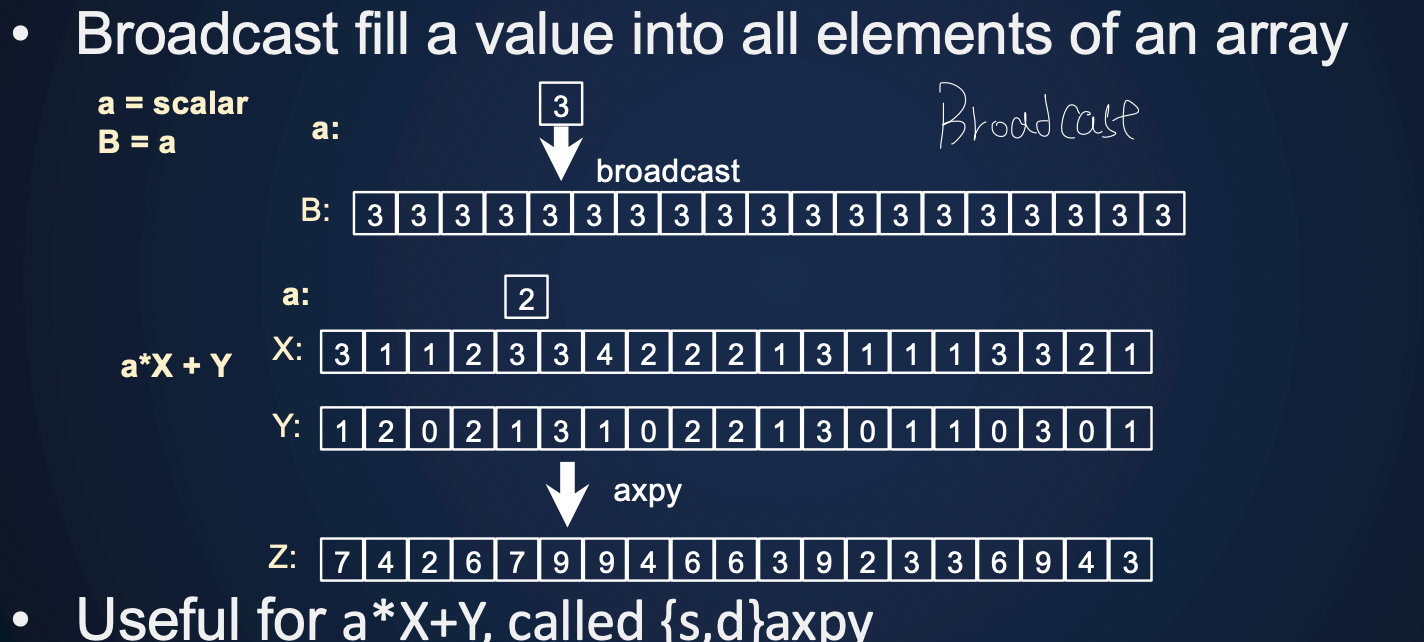 • Broadcast fill a value into all elements of an array
a = scalar
B = a
a: 3
Broadcast
broadcast
B: 3 3 3 3 3 3 3 3 3 3 3 3 3 3 3 3 3 3 3
a: 2
a*X + Y
X: 3 1 1 2 3 3 4 2 2 2 1 3 1 1 1 3 3 2 1
Y: 1 2 0 2 1 3 1 0 2 2 1 3 0 1 1 0 3 0 1
axpy
Z: 7 4 2 6 7 9 9 4 6 6 3 9 2 3 3 6 9 4 3
• Useful for a*X+Y, called {s,d}axpy